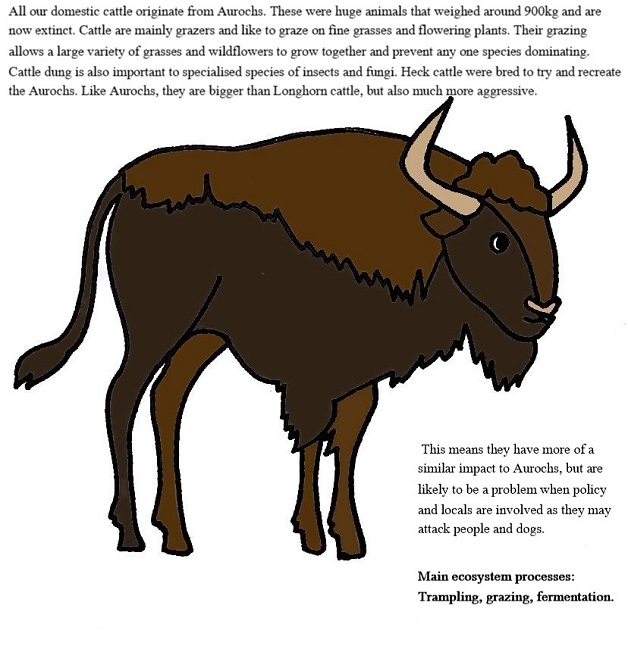 All our domestic cattle originate from Aurochs. These were huge animals that weighed around 900kg and are
now extinct. Cattle are mainly grazers and like to graze on fine grasses and flowering plants. Their grazing
allows a large variety of grasses and wildflowers to grow together and prevent any one species dominating.
Cattle dung is also important to specialised species of insects and fungi. Heck cattle were bred to try and recreate
the Aurochs. Like Aurochs, they are bigger than Longhorn cattle, but also much more aggressive.
This means they have more of a
similar impact to Aurochs, but are
likely to be a problem when policy
and locals are involved as they may
attack people and dogs.
Main ecosystem processes:
Trampling, grazing, fermentation.